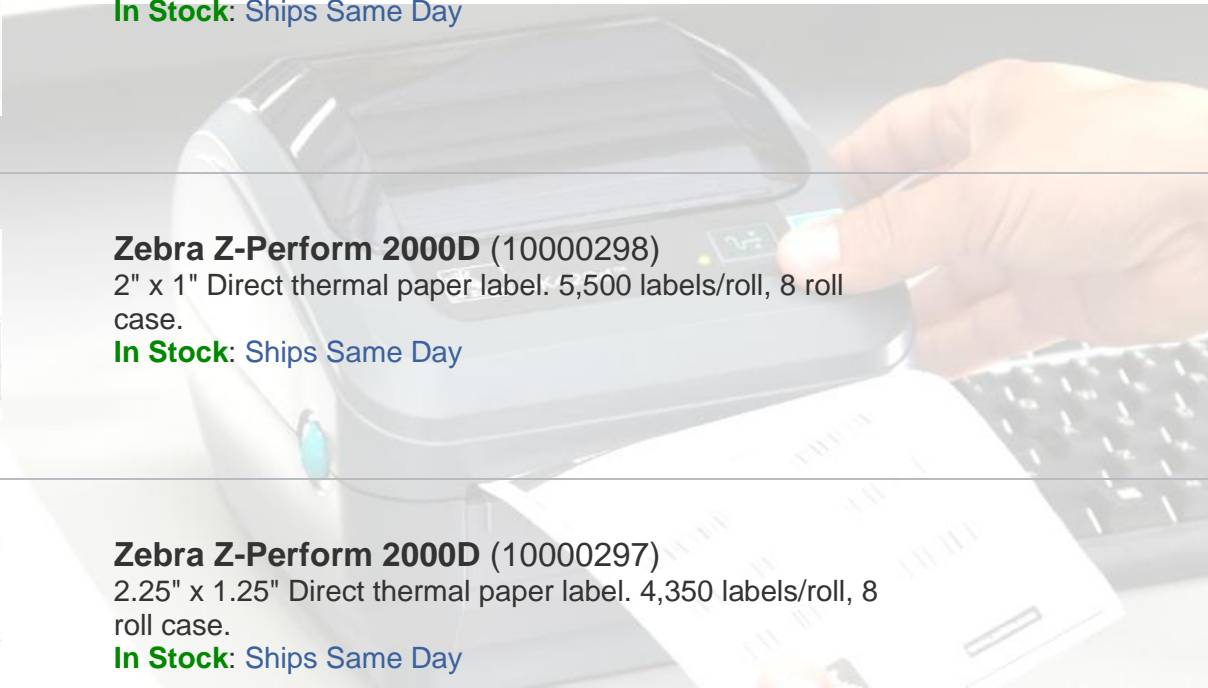 In Stock: Ships Same Day
Zebra Z-Perform 2000D (10000298)
2" x 1" Direct thermal paper label. 5,500 labels/roll, 8 roll
case.
In Stock: Ships Same Day
Zebra Z-Perform 2000D (10000297)
2.25" x 1.25" Direct thermal paper label. 4,350 labels/roll, 8
roll case.
In Stock: Ships Same Day